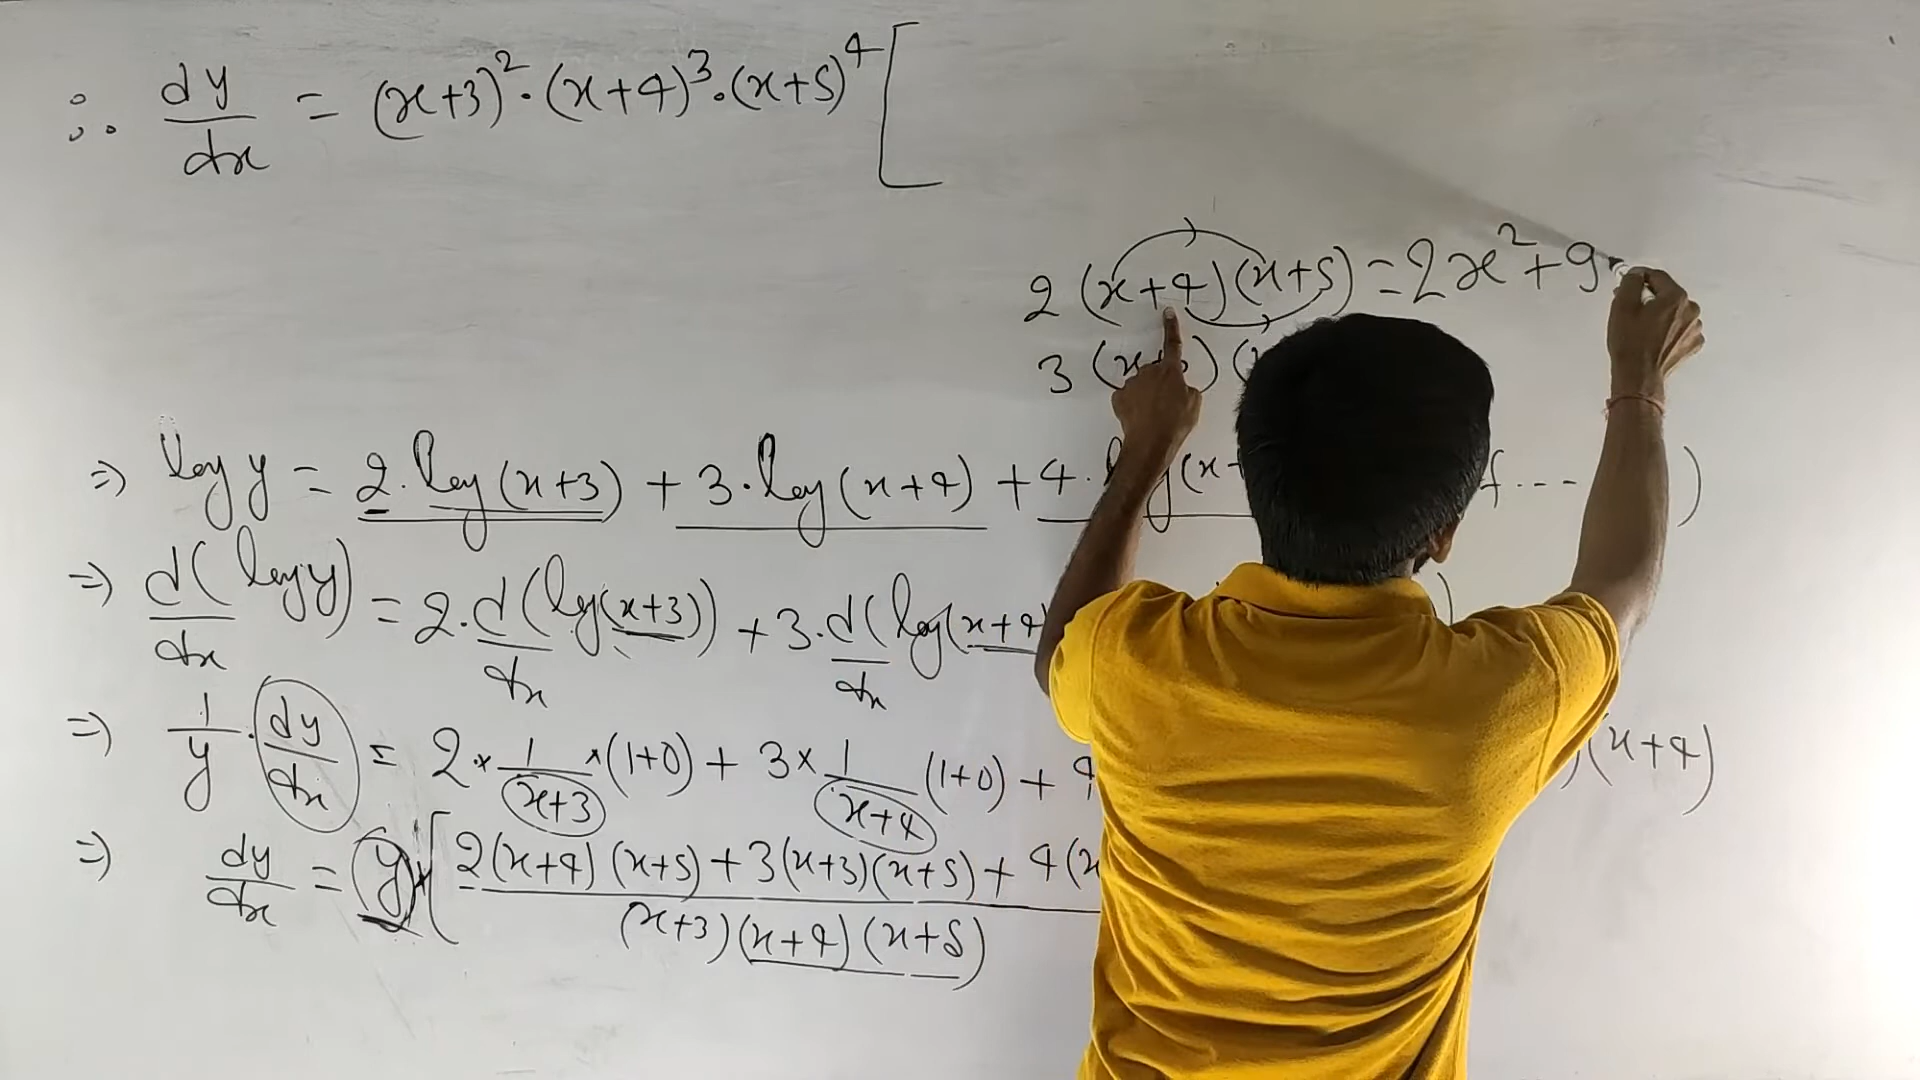 ∴ dy/dx = (x+3)²·(x+4)³·(x+5)⁴ [
2 (x+4)(x+5) = 2x² + 9
3 (x+3) (
⇒ log y = 2·log(x+3) + 3·log(x+4) + 4·log(x+ f---- )
⇒ d/dx (log y) = 2·d/dx (log(x+3)) + 3·d/dx (log(x+4 )
⇒ 1/y · dy/dx = 2 × 1/(x+3) × (1+0) + 3 × 1/(x+4) (1+0) + 4 )(x+4)
⇒ dy/dx = y × [ 2(x+4)(x+5) + 3(x+3)(x+5) + 4(x / (x+3)(x+4)(x+5)